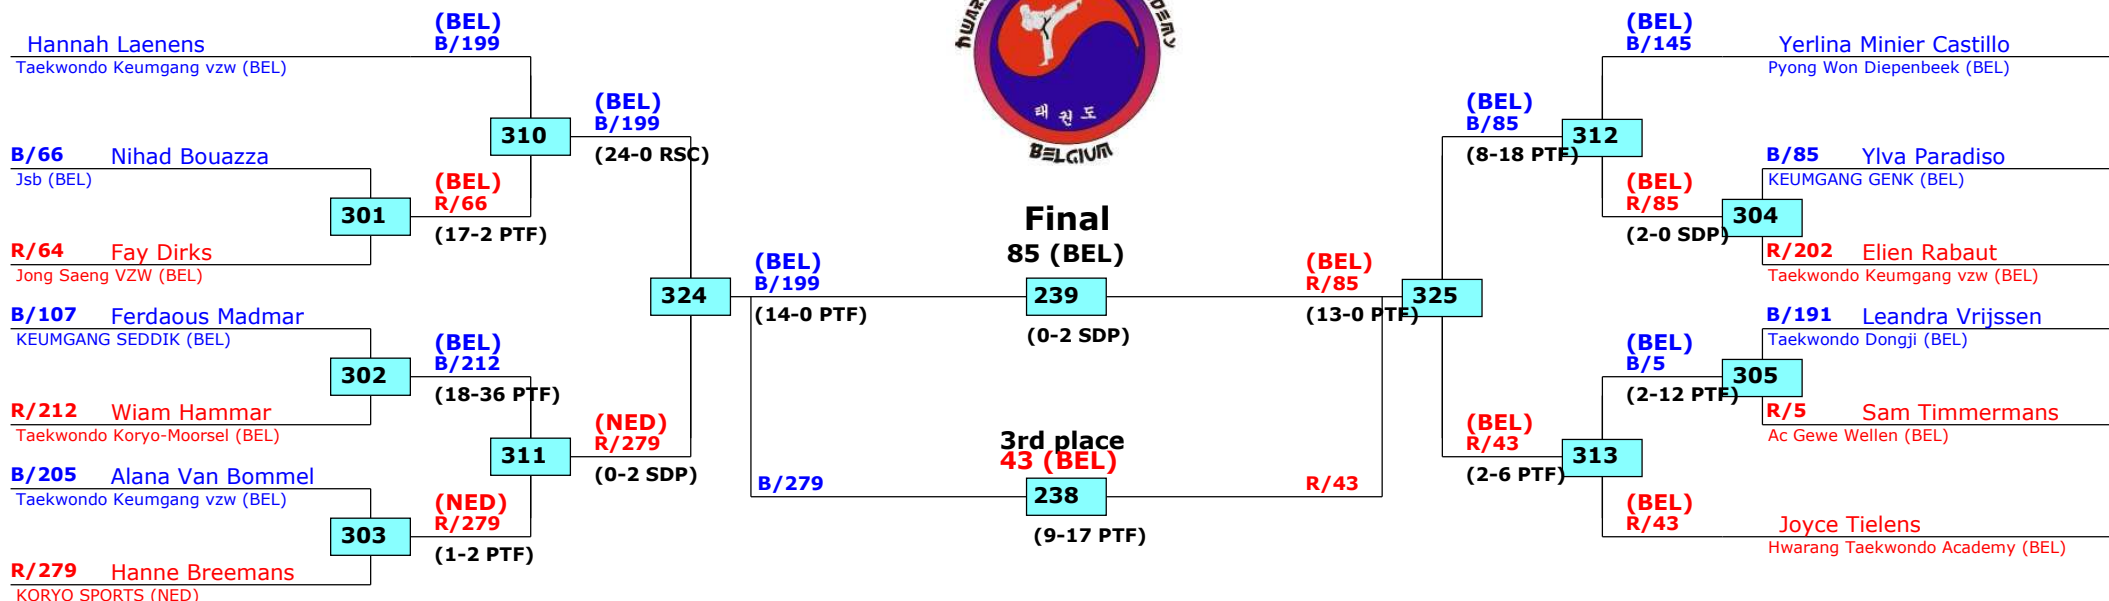 (BEL)
B/199
Hannah Laenens
Taekwondo Keumgang vzw (BEL)
B/66 Nihad Bouazza
Jsb (BEL)
R/64 Fay Dirks
Jong Saeng VZW (BEL)
B/107 Ferdaous Madmar
KEUMGANG SEDDIK (BEL)
R/212 Wiam Hammar
Taekwondo Koryo-Moorsel (BEL)
B/205 Alana Van Bommel
Taekwondo Keumgang vzw (BEL)
R/279 Hanne Breemans
KORYO SPORTS (NED)
301
302
303
(BEL)
R/66
(17-2 PTF)
(BEL)
B/212
(18-36 PTF)
(NED)
R/279
(1-2 PTF)
310
311
(BEL)
B/199
(24-0 RSC)
(NED)
R/279
(0-2 SDP)
324
(BEL)
B/199
(14-0 PTF)
B/279
태권도
BELGIUM
Final
85 (BEL)
239
(0-2 SDP)
3rd place
43 (BEL)
238
(9-17 PTF)
(BEL)
R/85
(13-0 PTF)
R/43
325
(BEL)
B/85
(8-18 PTF)
(BEL)
R/43
(2-6 PTF)
312
313
(BEL)
B/145
(BEL)
R/85
(2-0 SDP)
(BEL)
B/5
(2-12 PTF)
(BEL)
R/43
304
305
Yerlina Minier Castillo
Pyong Won Diepenbeek (BEL)
B/85 Ylva Paradiso
KEUMGANG GENK (BEL)
R/202 Elien Rabaut
Taekwondo Keumgang vzw (BEL)
B/191 Leandra Vrijssen
Taekwondo Dongji (BEL)
R/5 Sam Timmermans
Ac Gewe Wellen (BEL)
Joyce Tielens
Hwarang Taekwondo Academy (BEL)